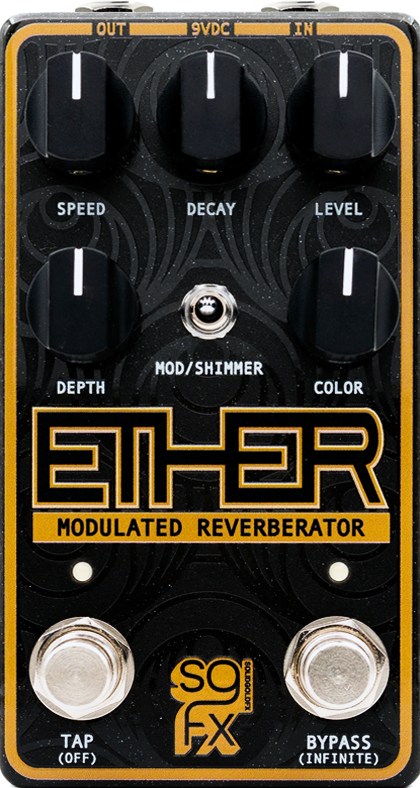 OUT 9VDC IN
SPEED DECAY LEVEL
MOD/SHIMMER
DEPTH COLOR
ETHER
MODULATED REVERBERATOR
sg
FX
SOLIDGOLDFX
TAP BYPASS
(OFF) (INFINITE)